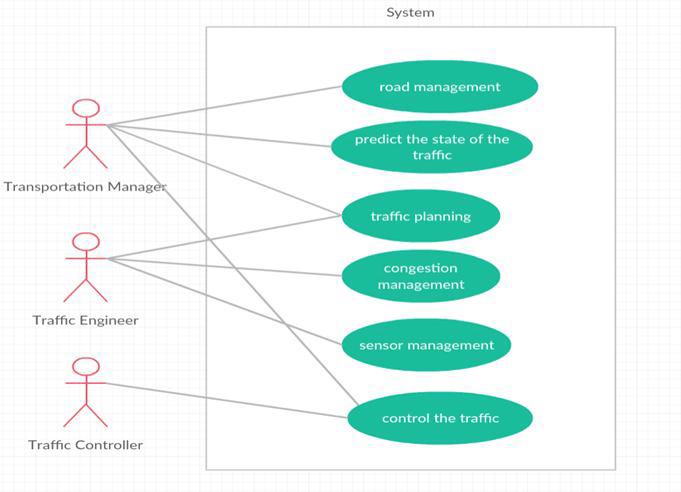 System
road management
predict the state of the
traffic
Transportation Manager
traffic planning
congestion
management
Traffic Engineer
sensor management
control the traffic
Traffic Controller